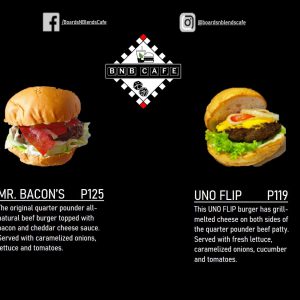 /BoardsNBlendsCafe
@boardsnblendscafe
BNB CAFE
MR. BACON'S P125
The original quarter pounder all-
natural beef burger topped with
bacon and cheddar cheese sauce.
Served with caramelized onions,
lettuce and tomatoes.
UNO FLIP P119
This UNO FLIP burger has grill-
melted cheese on both sides of
the quarter pounder beef patty.
Served with fresh lettuce,
caramelized onions, cucumber
and tomatoes.